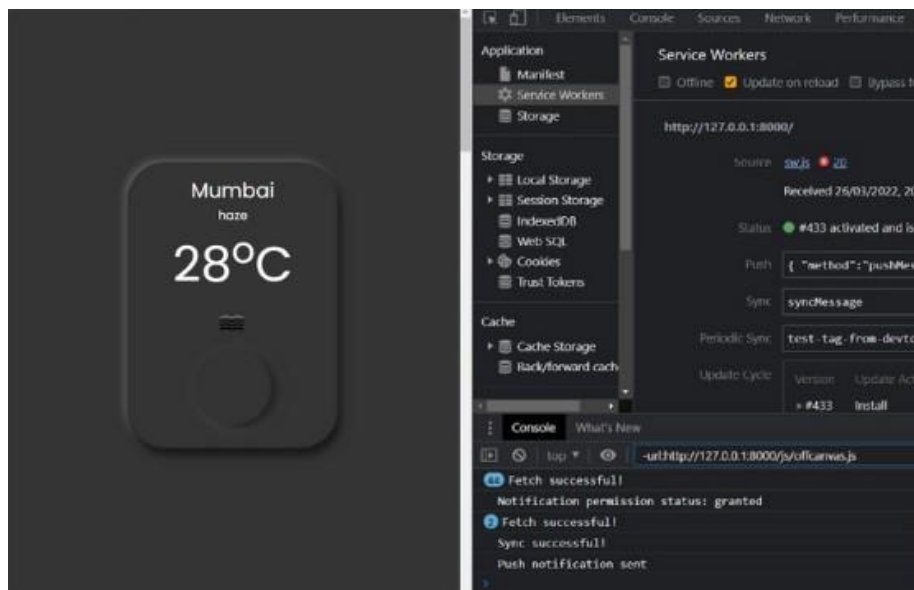 Mumbai
haze
28°C
Elements Console Sources Network Performance
Application
Manifest
Service Workers
Storage
Storage
Local Storage
Session Storage
IndexedDB
Web SQL
Cookies
Trust Tokens
Cache
Cache Storage
Back/forward cach
Service Workers
Offline Update on reload Bypass f
http://127.0.0.1:8000/
Source sw.js 20
Received 26/03/2022, 20
Status #433 activated and is
Push { "method":"pushMes
Sync syncMessage
Periodic Sync test-tag-from-devto
Update Cycle Version Update Ac
#433 Install
Console What's New
top -url:http://127.0.0.1:8000/js/offcanvas.js
Fetch successful!
Notification permission status: granted
2 Fetch successful!
Sync successful!
Push notification sent